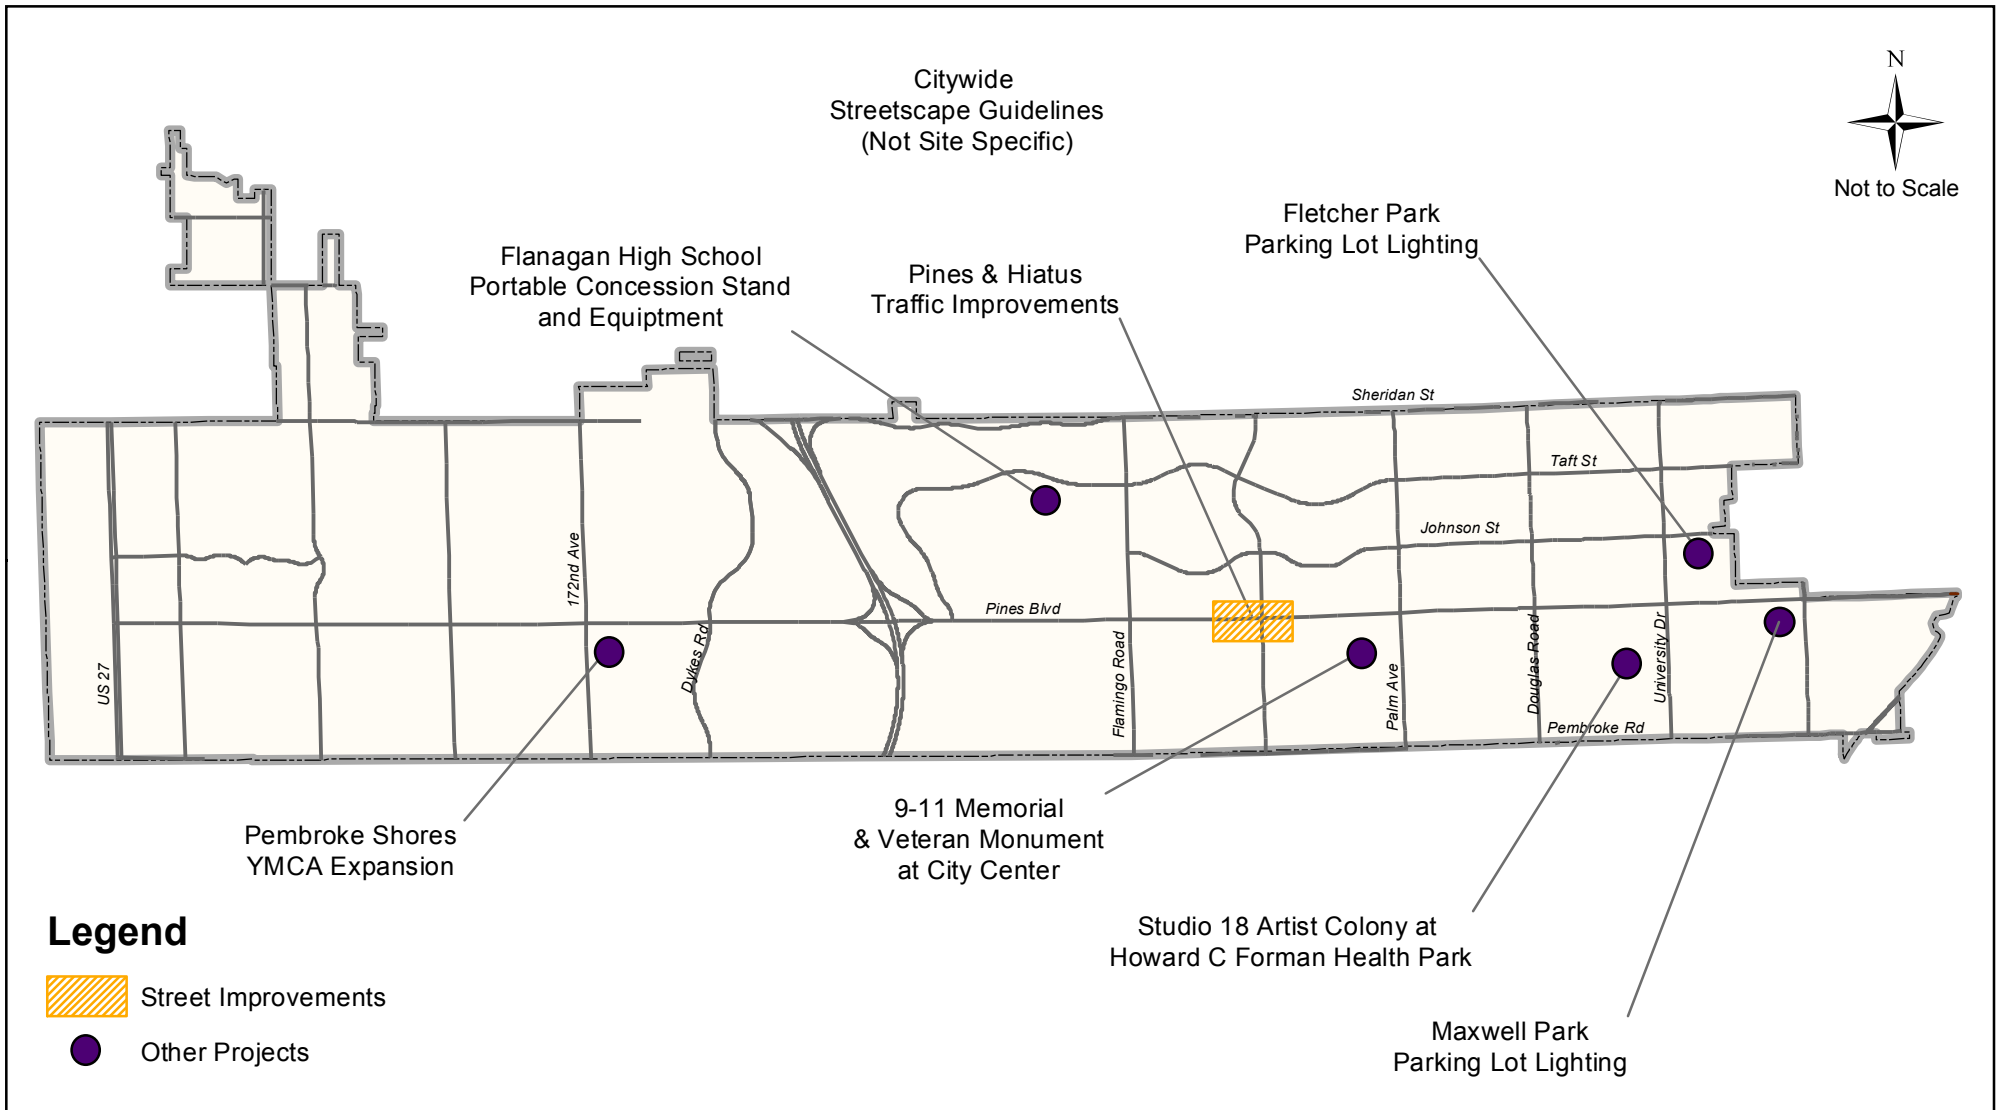 Citywide
Streetscape Guidelines
(Not Site Specific)
N
Not to Scale
Fletcher Park
Parking Lot Lighting
Flanagan High School
Portable Concession Stand
and Equiptment
Pines & Hiatus
Traffic Improvements
Sheridan St
Taft St
Johnson St
172nd Ave
Pines Blvd
US 27
Dykes Rd
Flamingo Road
Palm Ave
Douglas Road
University Dr
Pembroke Rd
Pembroke Shores
YMCA Expansion
9-11 Memorial
& Veteran Monument
at City Center
Studio 18 Artist Colony at
Howard C Forman Health Park
Maxwell Park
Parking Lot Lighting
Legend
Street Improvements
Other Projects